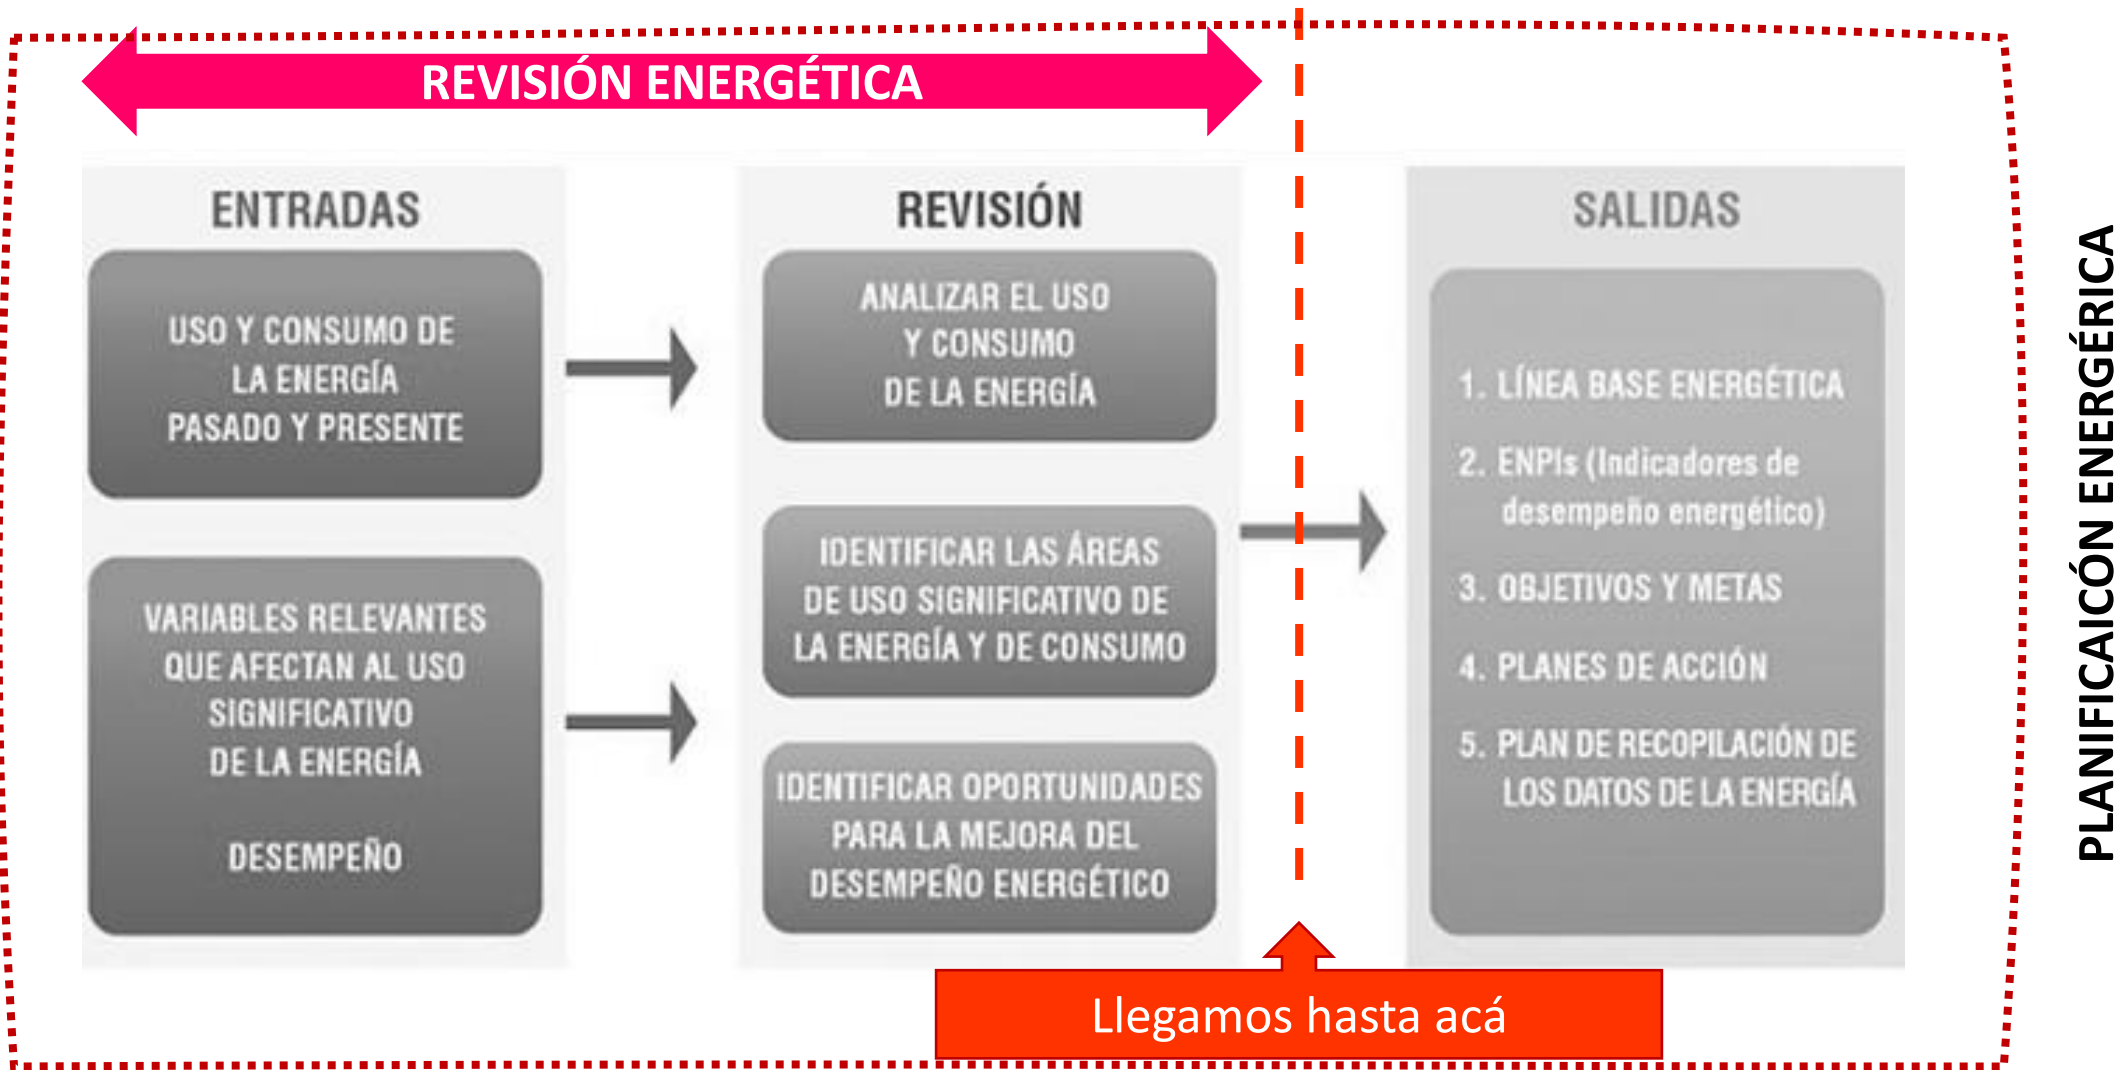 REVISIÓN ENERGÉTICA
ENTRADAS
USO Y CONSUMO DE
LA ENERGÍA
PASADO Y PRESENTE
VARIABLES RELEVANTES
QUE AFECTAN AL USO
SIGNIFICATIVO
DE LA ENERGÍA
DESEMPEÑO
REVISIÓN
ANALIZAR EL USO
Y CONSUMO
DE LA ENERGÍA
IDENTIFICAR LAS ÁREAS
DE USO SIGNIFICATIVO DE
LA ENERGÍA Y DE CONSUMO
IDENTIFICAR OPORTUNIDADES
PARA LA MEJORA DEL
DESEMPEÑO ENERGÉTICO
SALIDAS
1. LÍNEA BASE ENERGÉTICA
2. ENPIs (Indicadores de
desempeño energético)
3. OBJETIVOS Y METAS
4. PLANES DE ACCIÓN
5. PLAN DE RECOPILACIÓN DE
LOS DATOS DE LA ENERGÍA
Llegamos hasta acá
PLANIFICAICÓN ENERGÉRICA